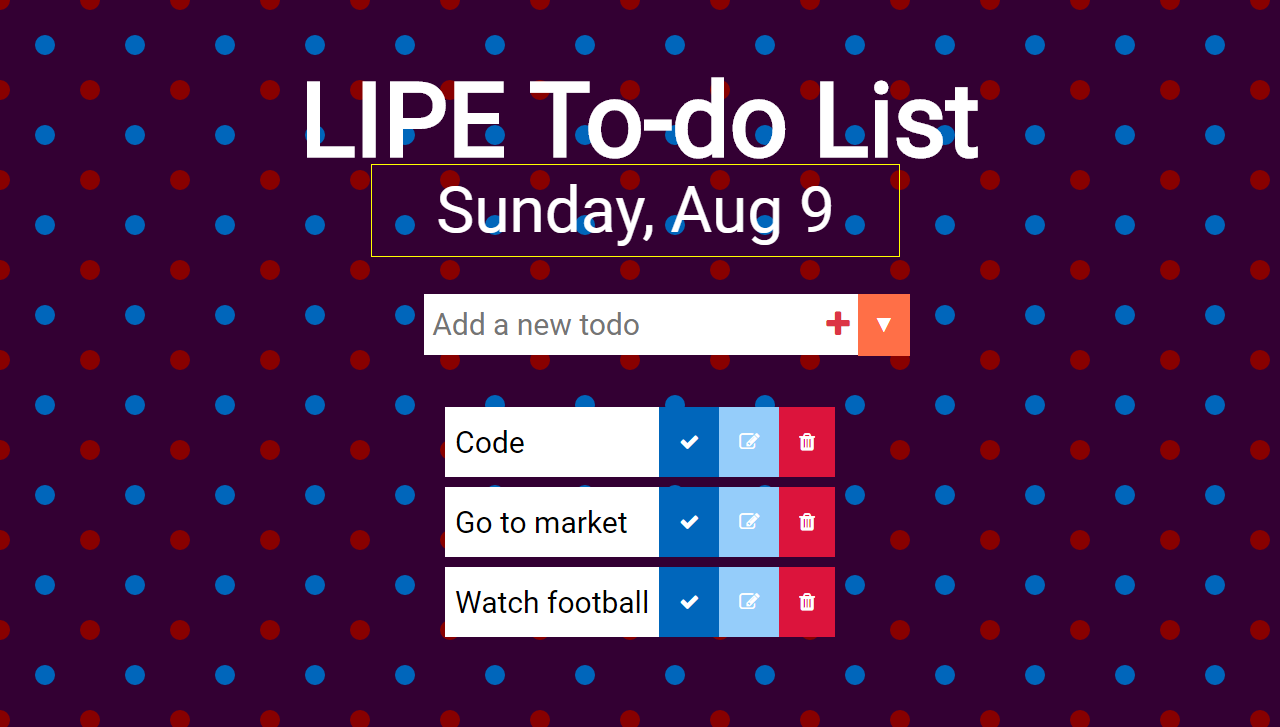 LIPE To-do List
Sunday, Aug 9
Add a new todo
Code
Go to market
Watch football